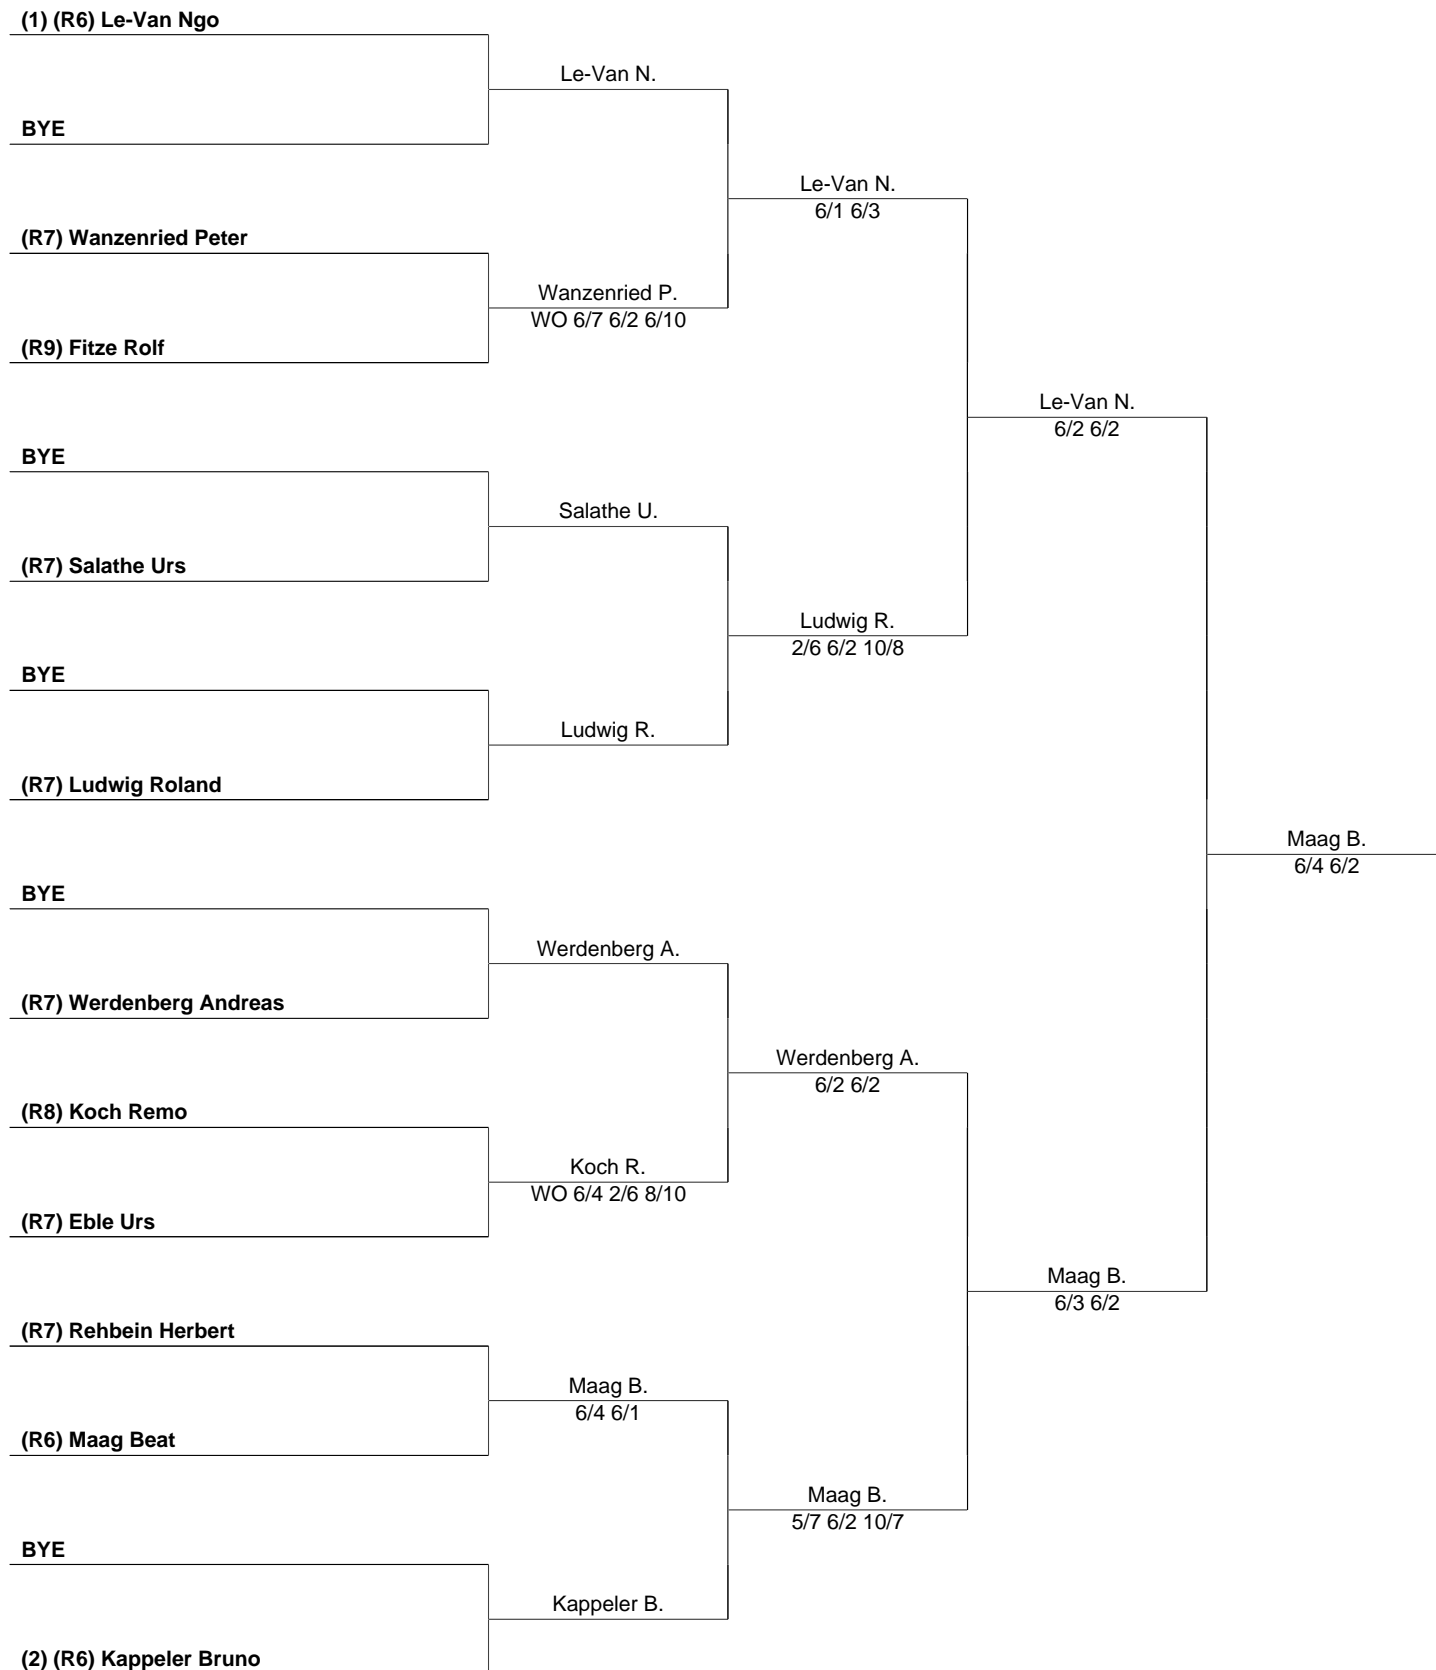 (1) (R6) Le-Van Ngo
Le-Van N.
BYE
Le-Van N.
6/1 6/3
(R7) Wanzenried Peter
Wanzenried P.
WO 6/7 6/2 6/10
(R9) Fitze Rolf
Le-Van N.
6/2 6/2
BYE
Salathe U.
(R7) Salathe Urs
Ludwig R.
2/6 6/2 10/8
BYE
Ludwig R.
(R7) Ludwig Roland
Maag B.
6/4 6/2
BYE
Werdenberg A.
(R7) Werdenberg Andreas
Werdenberg A.
6/2 6/2
(R8) Koch Remo
Koch R.
WO 6/4 2/6 8/10
(R7) Eble Urs
Maag B.
6/3 6/2
(R7) Rehbein Herbert
Maag B.
6/4 6/1
(R6) Maag Beat
Maag B.
5/7 6/2 10/7
BYE
Kappeler B.
(2) (R6) Kappeler Bruno